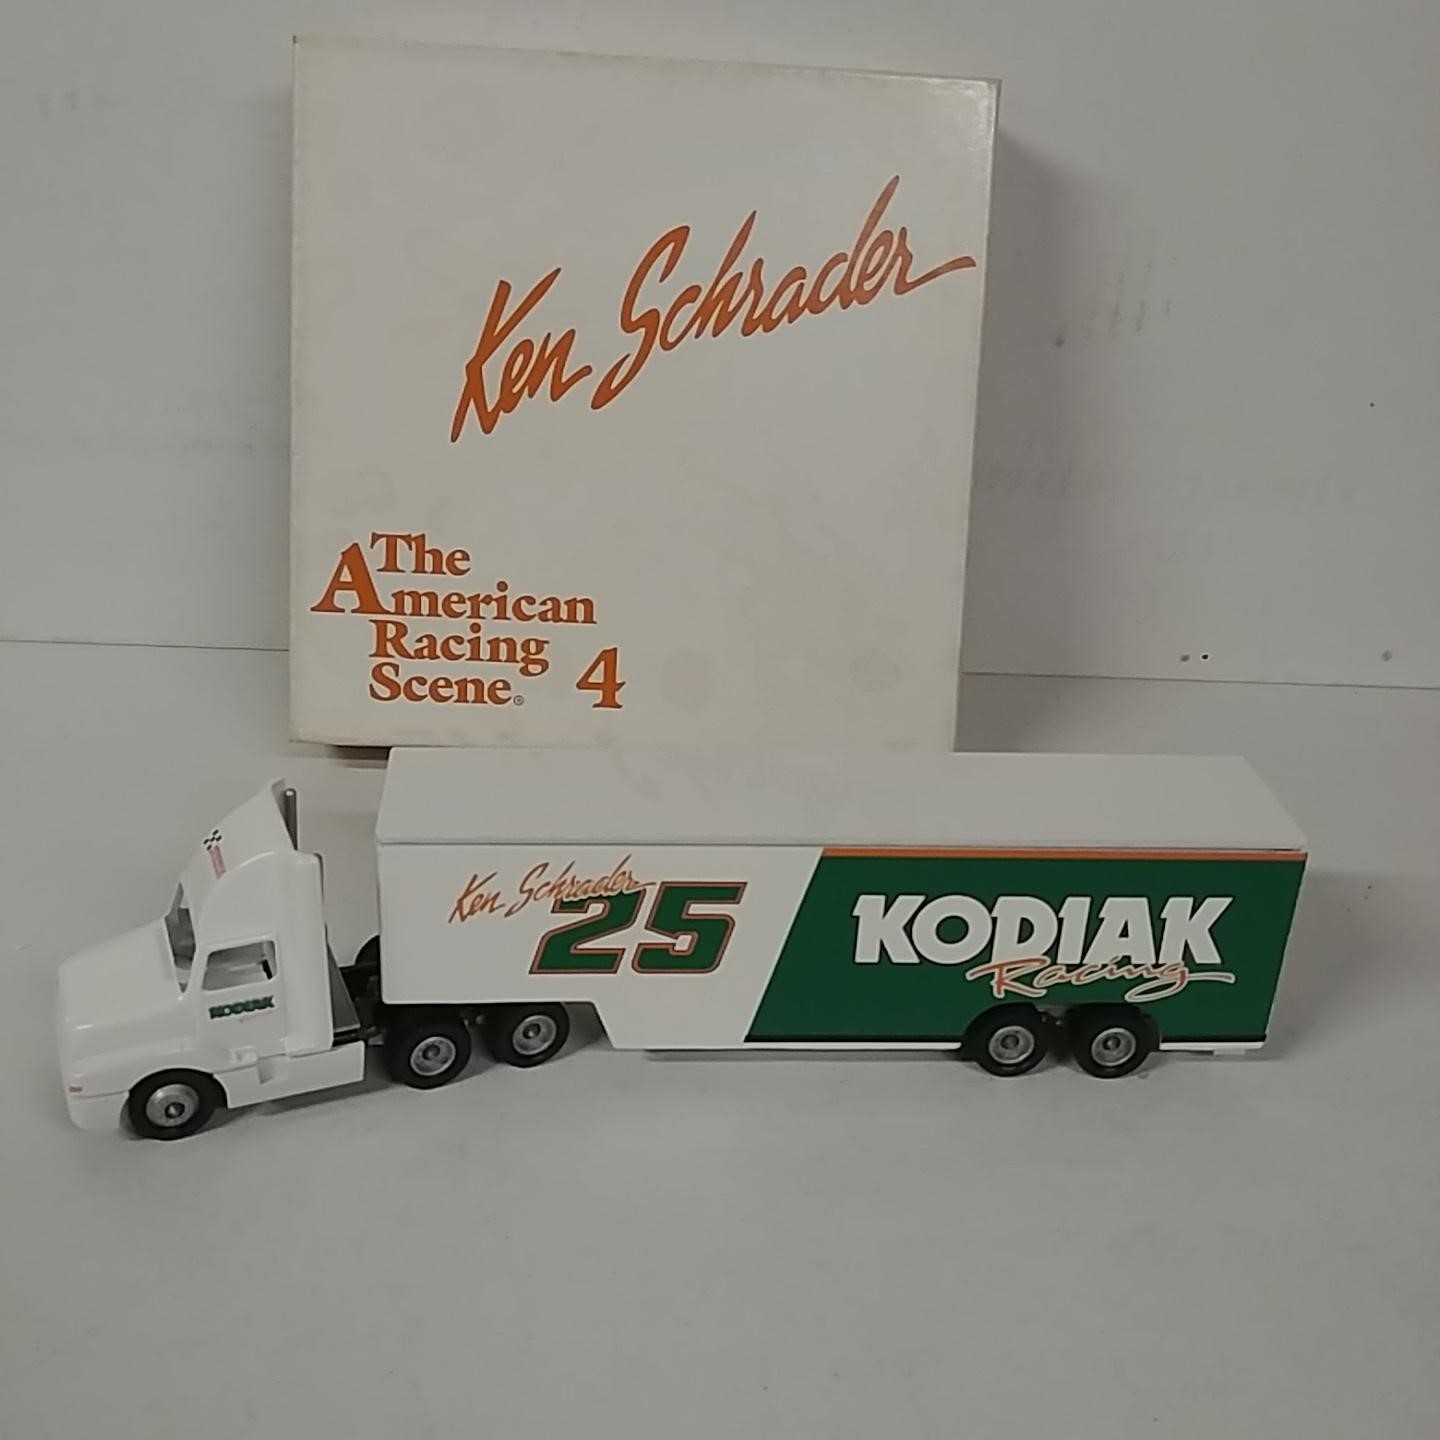 Ken Schrader
The
American
Racing
Scene® 4
Ken Schrader
25
KODIAK
Racing
KODIAK